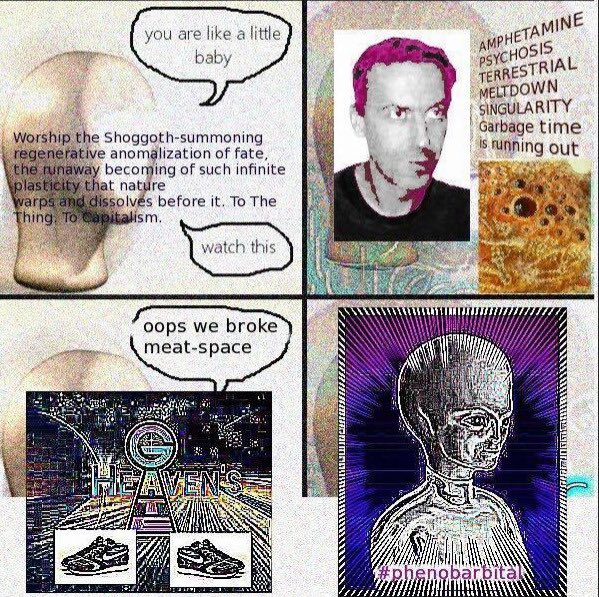 you are like a little
baby
Worship the Shoggoth-summoning
regenerative anomalization of fate,
the runaway becoming of such infinite
plasticity that nature
warps and dissolves before it. To The
Thing. To Capitalism.
watch this
AMPHETAMINE
PSYCHOSIS
TERRESTRIAL
MELTDOWN
SINGULARITY
Garbage time
is running out
oops we broke
meat-space
HEAVEN'S
GATE
#phenobarbital